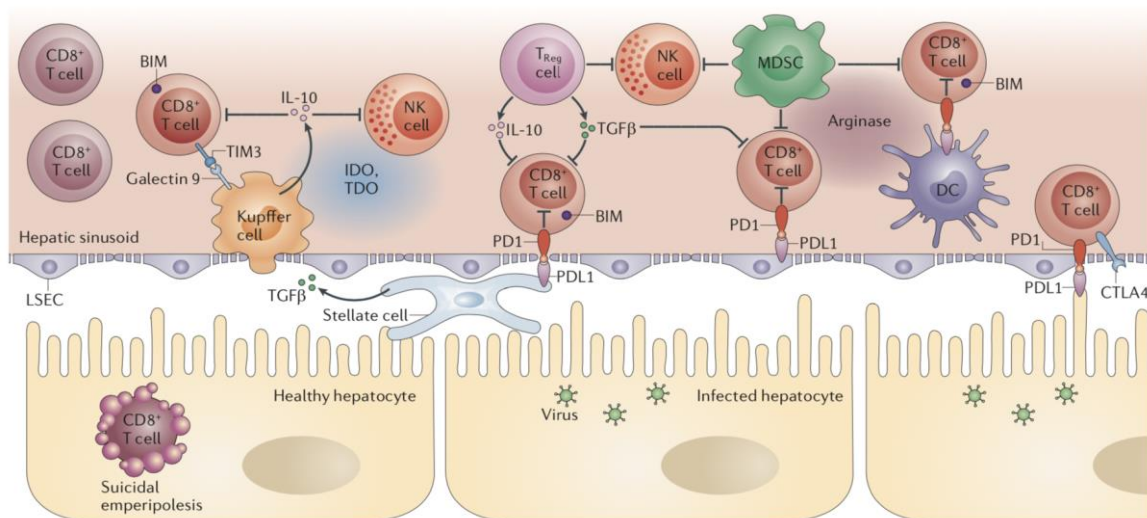 CD8+
T cell
CD8+
T cell
BIM
CD8+
T cell
IL-10
NK
cell
TIM3
Galectin 9
IDO,
TDO
Kupffer
cell
Hepatic sinusoid
LSEC
TGFβ
Stellate cell
TReg
cell
NK
cell
MDSC
IL-10
TGFβ
CD8+
T cell
BIM
PD1
PDL1
CD8+
T cell
PD1
PDL1
Arginase
CD8+
T cell
BIM
DC
CD8+
T cell
PD1
PDL1
CTLA4
Healthy hepatocyte
CD8+
T cell
Suicidal
emperipolesis
Virus
Infected hepatocyte